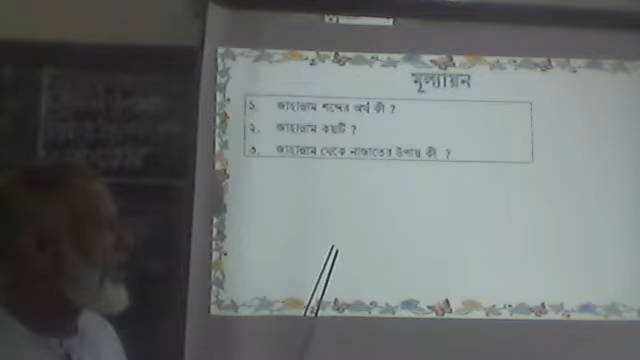 মূল্যায়ন
১. জাহান্নাম শব্দের অর্থ কী ?
২. জাহান্নাম কয়টি ?
৩. জাহান্নাম থেকে নাজাতের উপায় কী ?